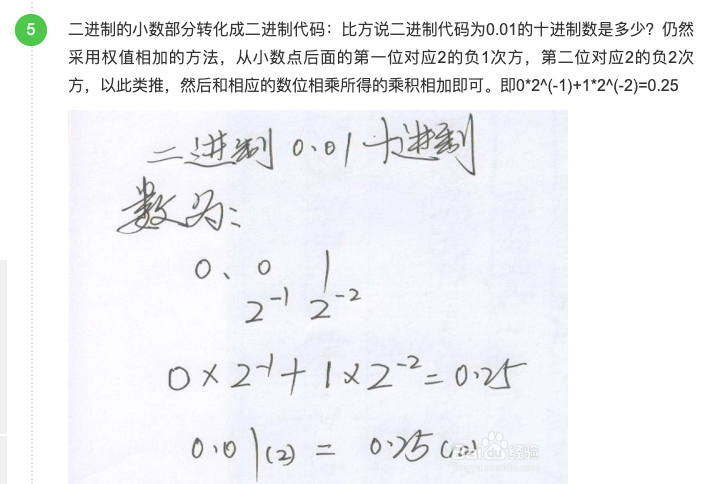 5
二进制的小数部分转化成二进制代码：比方说二进制代码为0.01的十进制数是多少？仍然
采用权值相加的方法，从小数点后面的第一位对应2的负1次方，第二位对应2的负2次
方，以此类推，然后和相应的数位相乘所得的乘积相加即可。即0*2^(-1)+1*2^(-2)=0.25
二进制 0.01 十进制
数为：
0. 0 1
2⁻¹ 2⁻²
0×2⁻¹+1×2⁻²=0.25
0.01(2) = 0.25(10)
Baidu经验